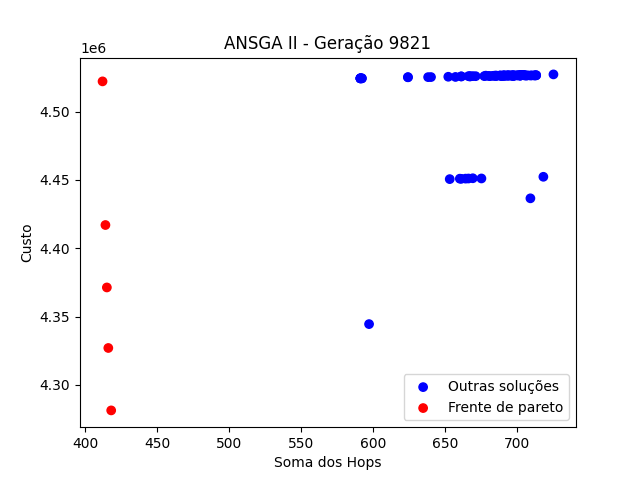 ANSGA II - Geração 9821
1e6
4.50
4.45
4.40
4.35
4.30
Custo
400
450
500
550
600
650
700
Soma dos Hops
Outras soluções
Frente de pareto